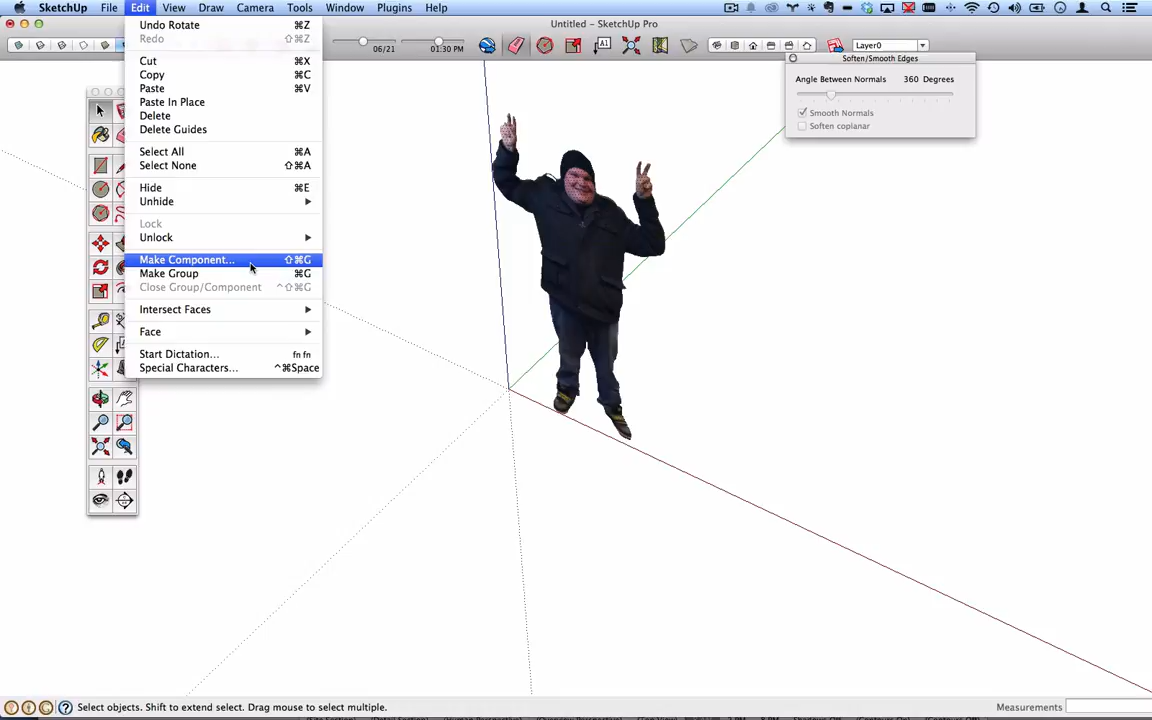 SketchUp File Edit View Draw Camera Tools Window Plugins Help
Untitled - SketchUp Pro
Undo Rotate ⌘Z
Redo ⇧⌘Z
06/21 01:30 PM
A1
Layer0
Cut ⌘X
Copy ⌘C
Paste ⌘V
Paste In Place
Delete
Delete Guides
Select All ⌘A
Select None ⇧⌘A
Hide ⌘E
Unhide
Lock
Unlock
Make Component... ⇧⌘G
Make Group ⌘G
Close Group/Component ^⇧⌘G
Intersect Faces
Face
Start Dictation... fn fn
Special Characters... ^⌘Space
Soften/Smooth Edges
Angle Between Normals 360 Degrees
Smooth Normals
Soften coplanar
Select objects. Shift to extend select. Drag mouse to select multiple.
Measurements